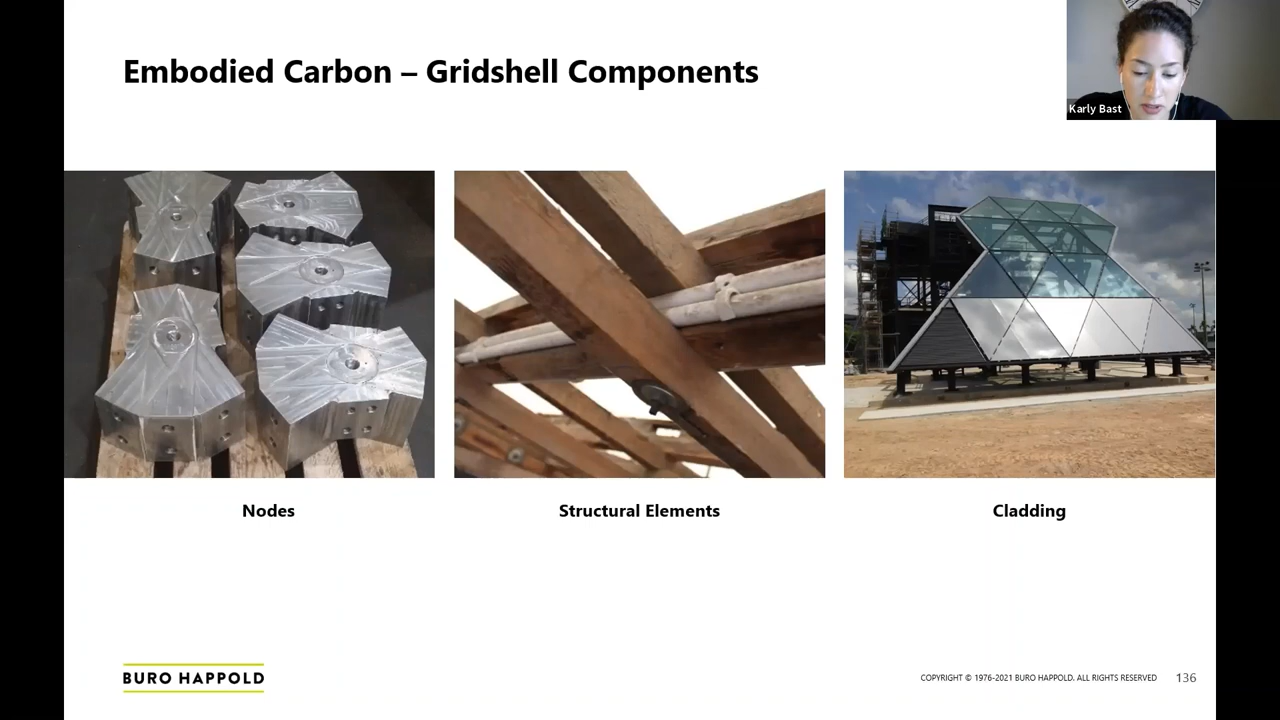 Embodied Carbon – Gridshell Components
Karly Bast
Nodes
Structural Elements
Cladding
BURO HAPPOLD
COPYRIGHT © 1976-2021 BURO HAPPOLD. ALL RIGHTS RESERVED
136